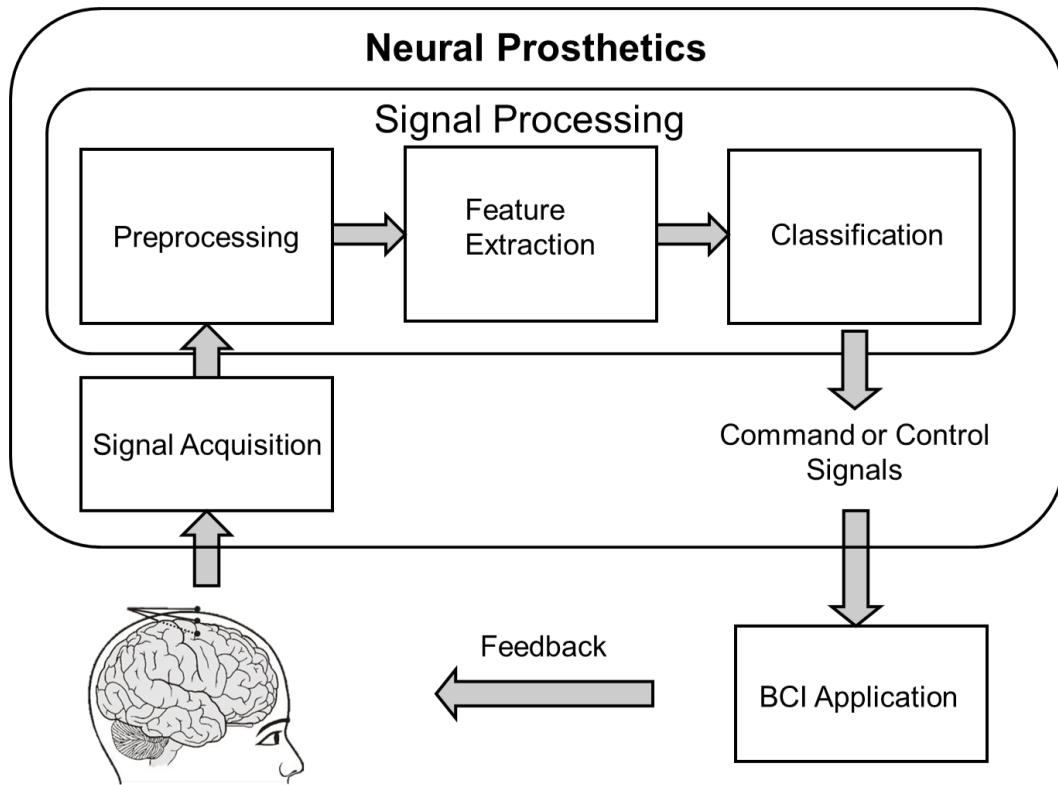 Neural Prosthetics
Signal Processing
Preprocessing
Feature
Extraction
Classification
Signal Acquisition
Command or Control
Signals
Feedback
BCI Application